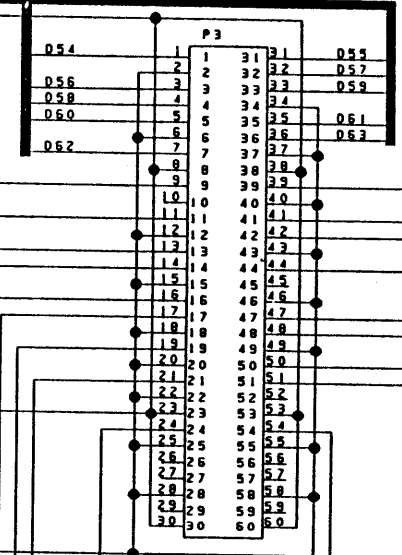 P3
D54 1 1 31 31 D55
2 2 32 32 D57
D56 3 3 33 33 D59
D58 4 4 34 34
D60 5 5 35 35 D61
6 6 36 36 D63
D62 7 7 37 37
8 8 38 38
9 9 39 39
10 10 40 40
11 11 41 41
12 12 42 42
13 13 43 43
14 14 44 44
15 15 45 45
16 16 46 46
17 17 47 47
18 18 48 48
19 19 49 49
20 20 50 50
21 21 51 51
22 22 52 52
23 23 53 53
24 24 54 54
25 25 55 55
26 26 56 56
27 27 57 57
28 28 58 58
29 29 59 59
30 30 60 60